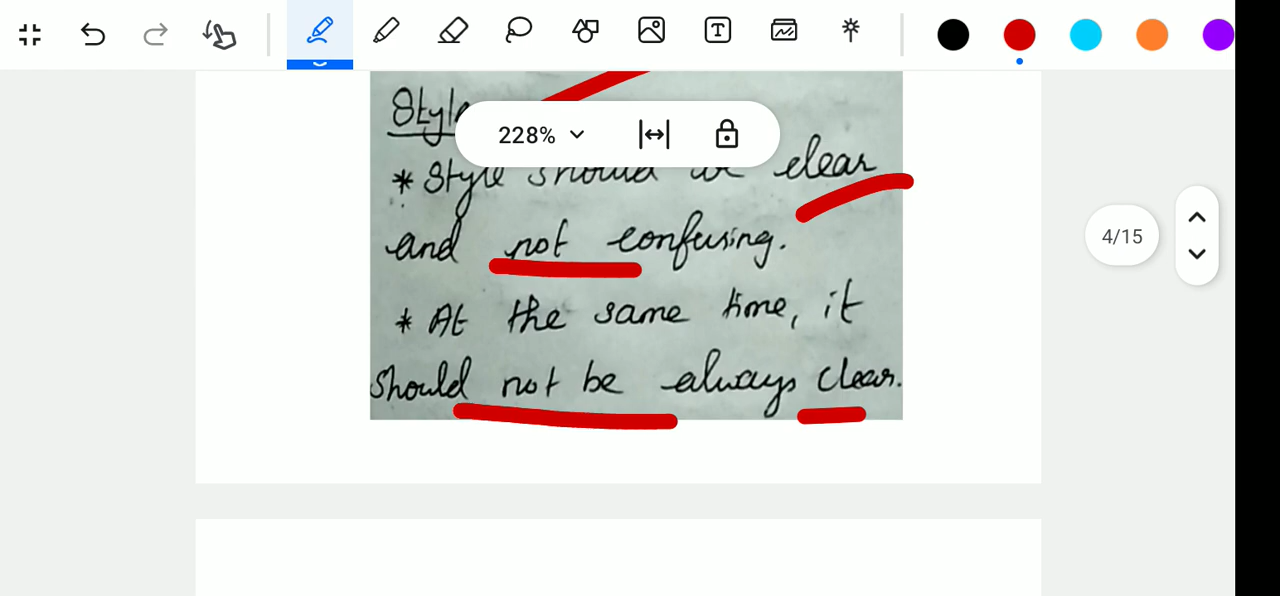 228%
Style
* Style should be clear
and not confusing.
4/15
* At the same time, it
should not be always clear.